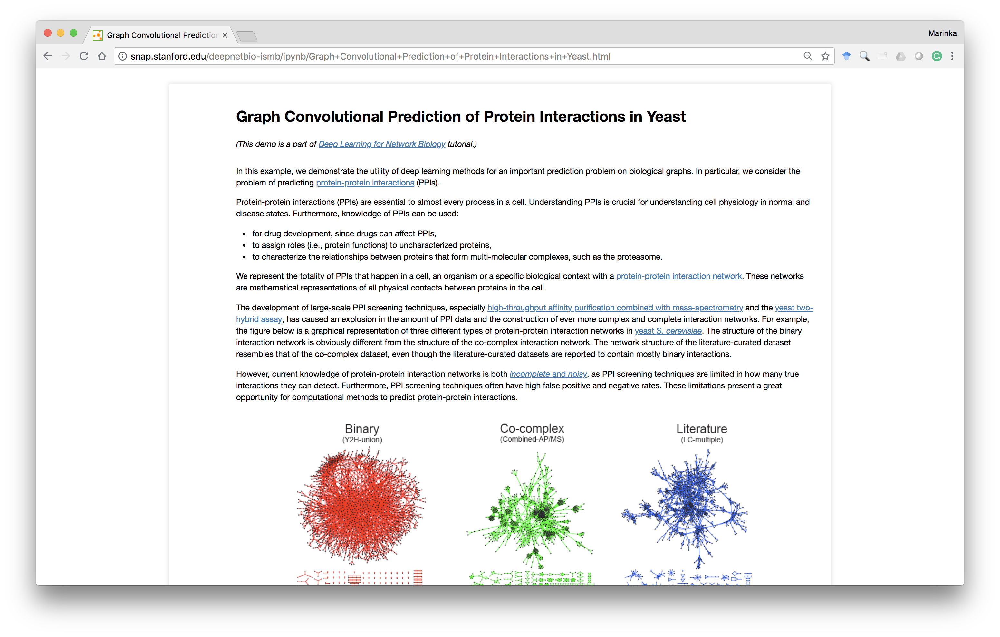 Graph Convolutional Prediction
Marinka
snap.stanford.edu/deepnetbio-ismb/ipynb/Graph+Convolutional+Prediction+of+Protein+Interactions+in+Yeast.html
Graph Convolutional Prediction of Protein Interactions in Yeast
(This demo is a part of Deep Learning for Network Biology tutorial.)
In this example, we demonstrate the utility of deep learning methods for an important prediction problem on biological graphs. In particular, we consider the
problem of predicting protein-protein interactions (PPIs).
Protein-protein interactions (PPIs) are essential to almost every process in a cell. Understanding PPIs is crucial for understanding cell physiology in normal and
disease states. Furthermore, knowledge of PPIs can be used:
• for drug development, since drugs can affect PPIs,
• to assign roles (i.e., protein functions) to uncharacterized proteins,
• to characterize the relationships between proteins that form multi-molecular complexes, such as the proteasome.
We represent the totality of PPIs that happen in a cell, an organism or a specific biological context with a protein-protein interaction network. These networks
are mathematical representations of all physical contacts between proteins in the cell.
The development of large-scale PPI screening techniques, especially high-throughput affinity purification combined with mass-spectrometry and the yeast two-
hybrid assay, has caused an explosion in the amount of PPI data and the construction of ever more complex and complete interaction networks. For example,
the figure below is a graphical representation of three different types of protein-protein interaction networks in yeast S. cerevisiae. The structure of the binary
interaction network is obviously different from the structure of the co-complex interaction network. The network structure of the literature-curated dataset
resembles that of the co-complex dataset, even though the literature-curated datasets are reported to contain mostly binary interactions.
However, current knowledge of protein-protein interaction networks is both incomplete and noisy, as PPI screening techniques are limited in how many true
interactions they can detect. Furthermore, PPI screening techniques often have high false positive and negative rates. These limitations present a great
opportunity for computational methods to predict protein-protein interactions.
Binary
(Y2H-union)
Co-complex
(Combined-AP/MS)
Literature
(LC-multiple)